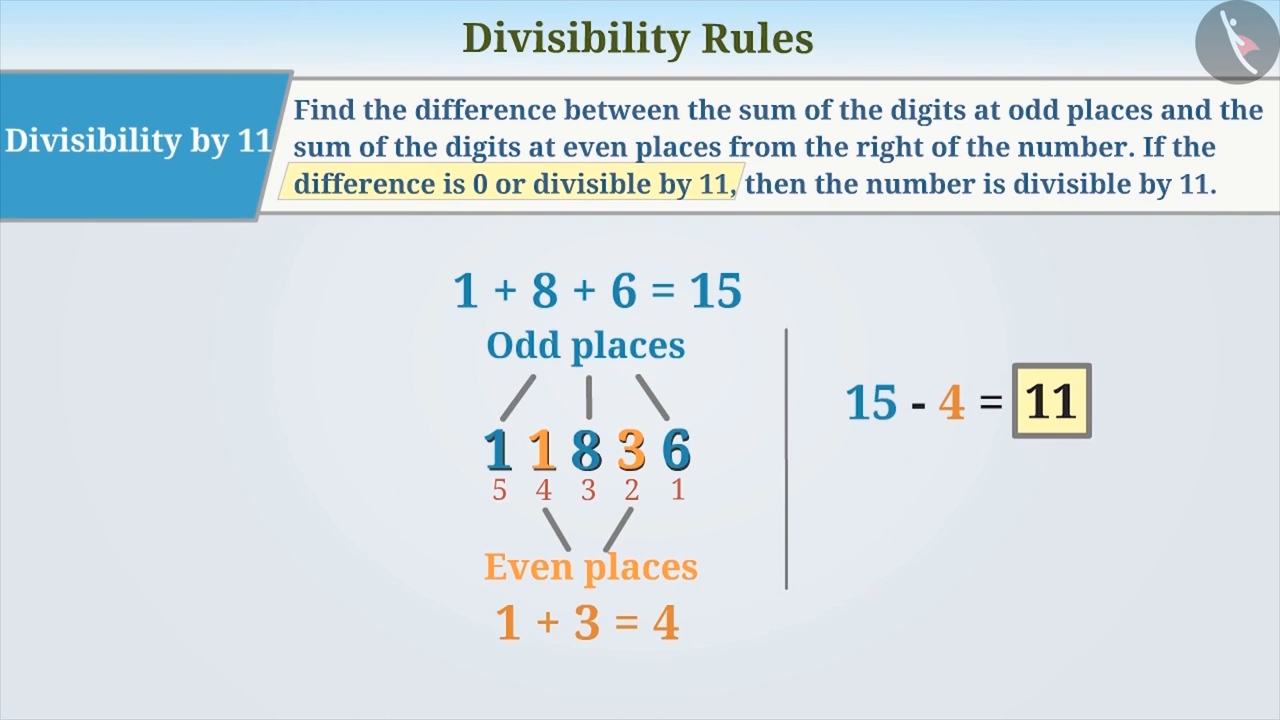 Divisibility Rules
Divisibility by 11
Find the difference between the sum of the digits at odd places and the
sum of the digits at even places from the right of the number. If the
difference is 0 or divisible by 11, then the number is divisible by 11.
1 + 8 + 6 = 15
Odd places
1 1 8 3 6
5 4 3 2 1
Even places
1 + 3 = 4
15 - 4 = 11